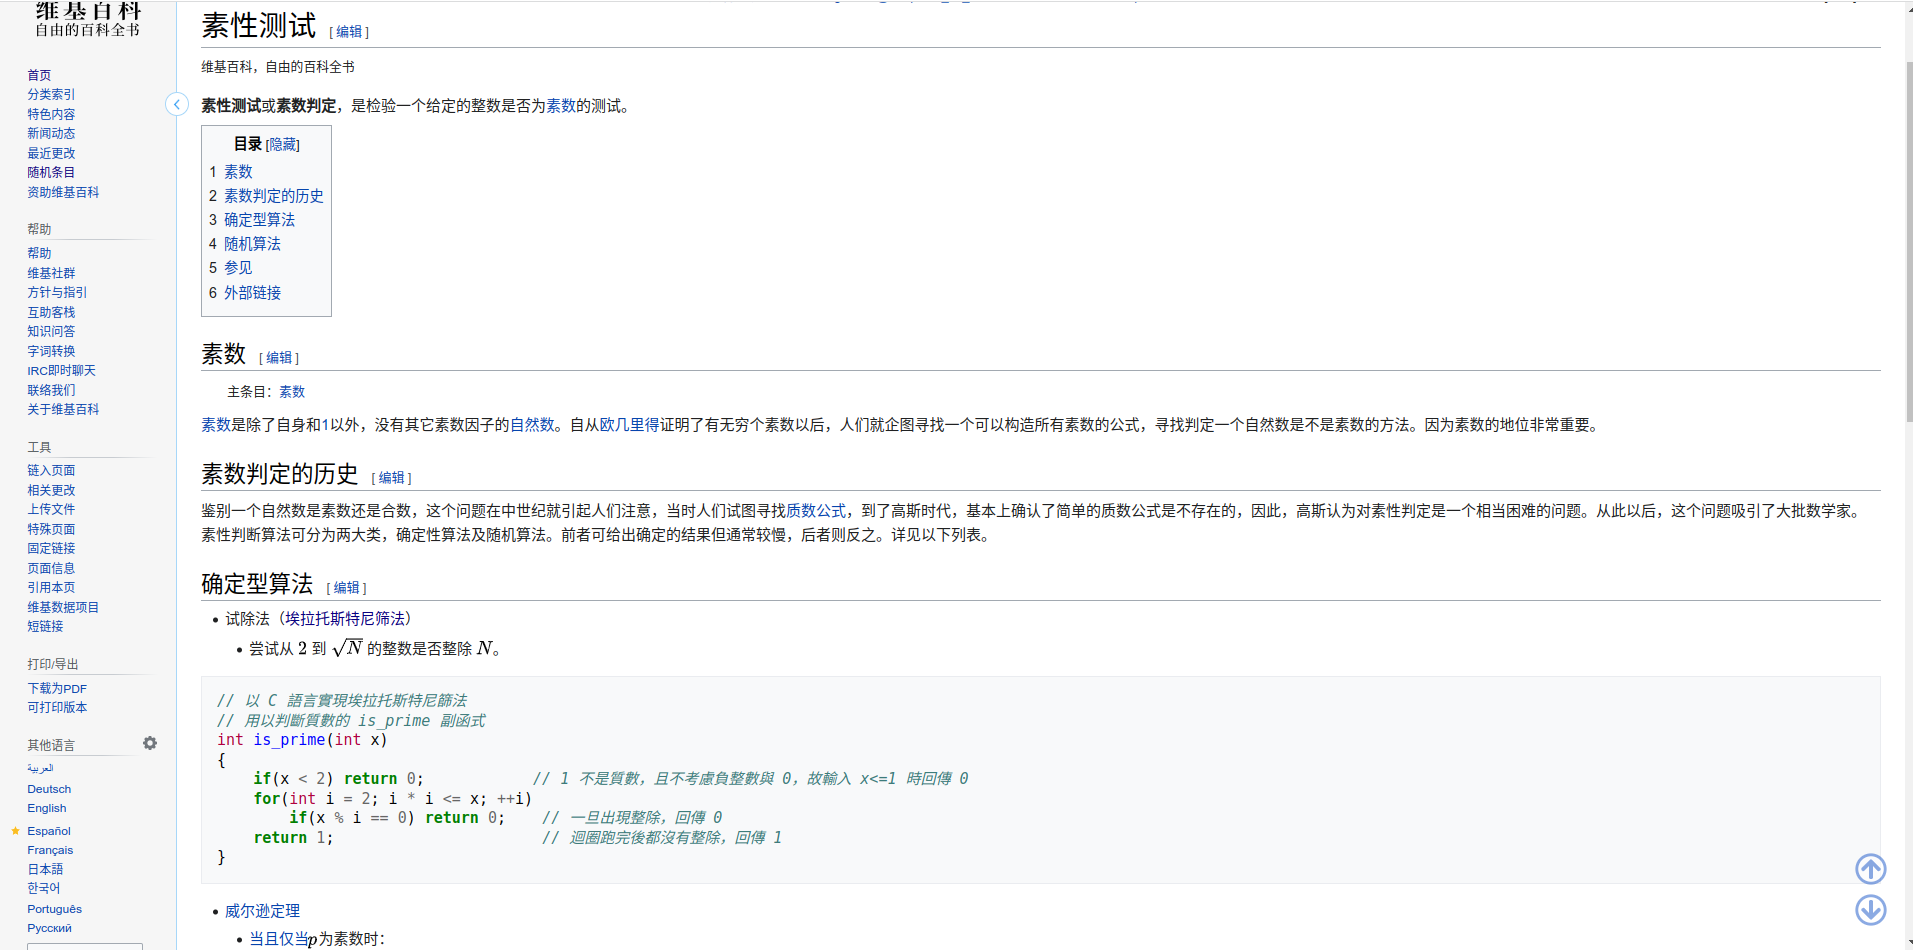 维基百科
自由的百科全书
首页
分类索引
特色内容
新闻动态
最近更改
随机条目
资助维基百科
帮助
帮助
维基社群
方针与指引
互助客栈
知识问答
字词转换
IRC即时聊天
联络我们
关于维基百科
工具
链入页面
相关更改
上传文件
特殊页面
固定链接
页面信息
引用本页
维基数据项目
短链接
打印/导出
下载为PDF
可打印版本
其他语言
العربية
Deutsch
English
Español
Français
日本語
한국어
Português
Русский
素性测试 [ 编辑 ]
维基百科，自由的百科全书
素性测试或素数判定，是检验一个给定的整数是否为素数的测试。
目录 [隐藏]
1 素数
2 素数判定的历史
3 确定型算法
4 随机算法
5 参见
6 外部链接
素数 [ 编辑 ]
主条目：素数
素数是除了自身和1以外，没有其它素数因子的自然数。自从欧几里得证明了有无穷个素数以后，人们就企图寻找一个可以构造所有素数的公式，寻找判定一个自然数是不是素数的方法。因为素数的地位非常重要。
素数判定的历史 [ 编辑 ]
鉴别一个自然数是素数还是合数，这个问题在中世纪就引起人们注意，当时人们试图寻找质数公式，到了高斯时代，基本上确认了简单的质数公式是不存在的，因此，高斯认为对素性判定是一个相当困难的问题。从此以后，这个问题吸引了大批数学家。
素性判断算法可分为两大类，确定性算法及随机算法。前者可给出确定的结果但通常较慢，后者则反之。详见以下列表。
确定型算法 [ 编辑 ]
• 试除法（埃拉托斯特尼筛法）
• 尝试从 2 到 √N 的整数是否整除 N。
// 以 C 語言實現埃拉托斯特尼篩法
// 用以判斷質數的 is_prime 副函式
int is_prime(int x)
{
if(x < 2) return 0; // 1 不是質數，且不考慮負整數與 0，故輸入 x<=1 時回傳 0
for(int i = 2; i * i <= x; ++i)
if(x % i == 0) return 0; // 一旦出現整除，回傳 0
return 1; // 迴圈跑完後都沒有整除，回傳 1
}
• 威尔逊定理
• 当且仅当p为素数时：